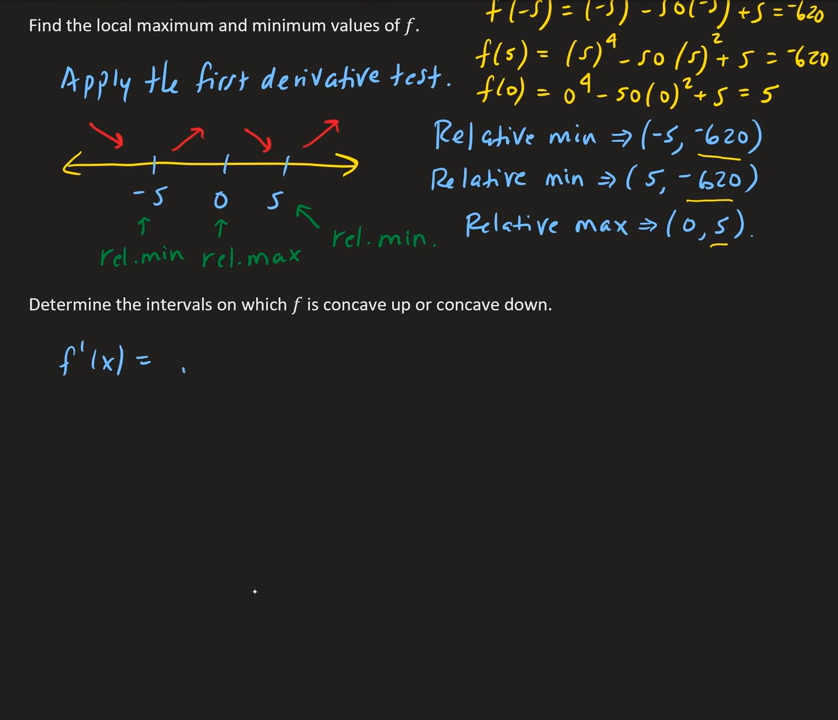 Find the local maximum and minimum values of f.
f(-5) = (-5) - 50(-5) + 5 = -620
Apply the first derivative test.
f(5) = (5)⁴ - 50(5)² + 5 = -620
f(0) = 0⁴ - 50(0)² + 5 = 5
Relative min ⇒ (-5, -620)
Relative min ⇒ (5, -620)
Relative max ⇒ (0, 5).
-5 0 5
rel.min rel.max rel.min.
Determine the intervals on which f is concave up or concave down.
f'(x) =